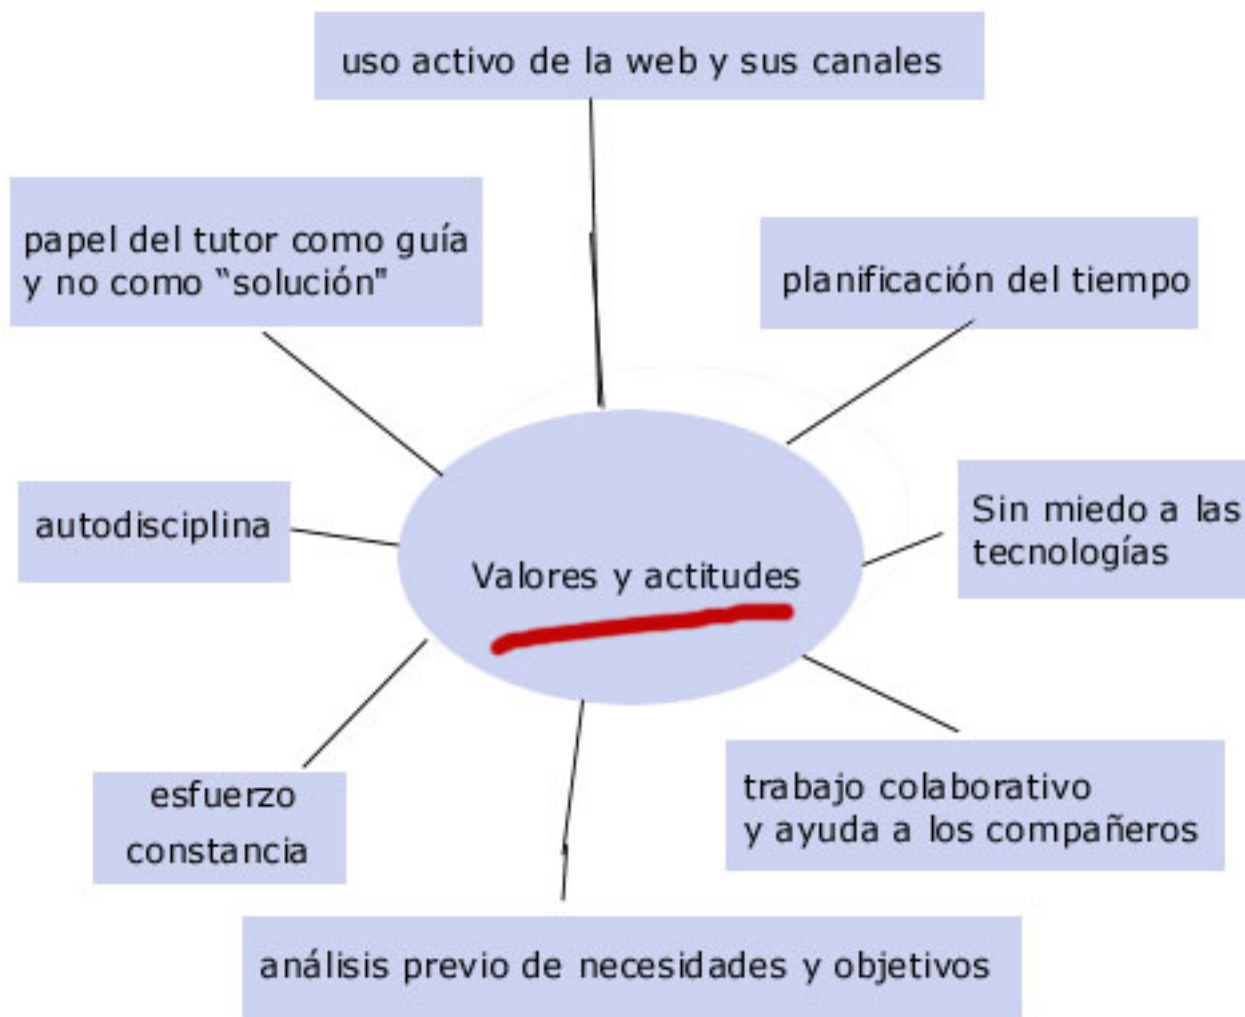 uso activo de la web y sus canales
papel del tutor como guía
y no como “solución"
planificación del tiempo
autodisciplina
Valores y actitudes
Sin miedo a las
tecnologías
esfuerzo
constancia
trabajo colaborativo
y ayuda a los compañeros
análisis previo de necesidades y objetivos